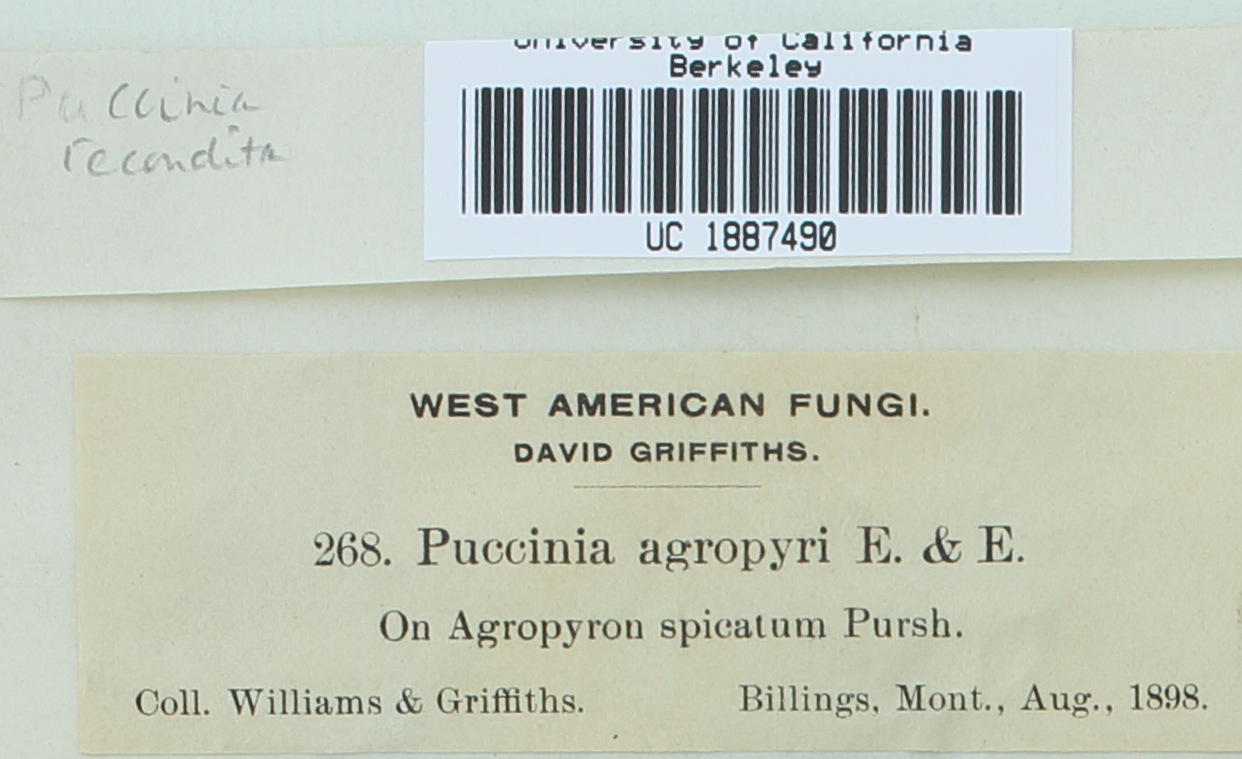 Puccinia
recondita
University of California
Berkeley
UC 1887490
WEST AMERICAN FUNGI.
DAVID GRIFFITHS.
268. Puccinia agropyri E. & E.
On Agropyron spicatum Pursh.
Coll. Williams & Griffiths. Billings, Mont., Aug., 1898.